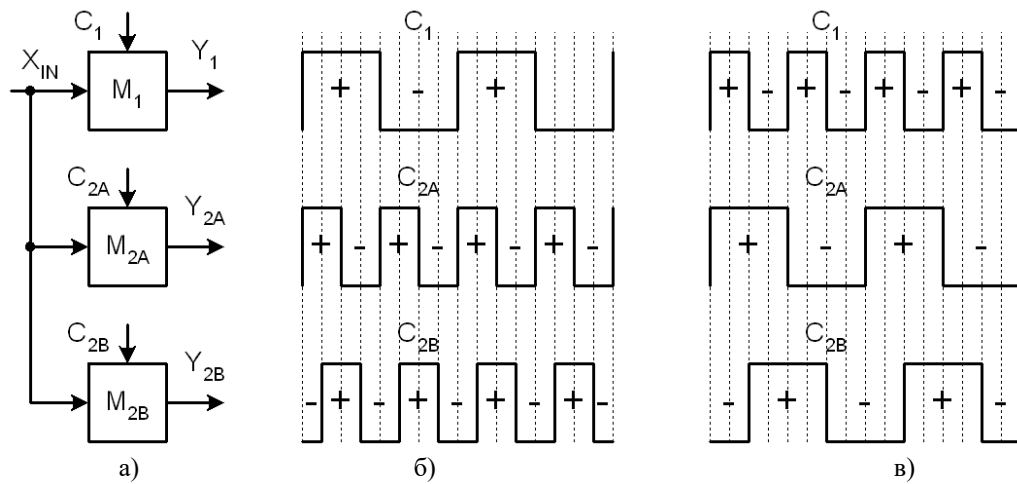 C1
XIN
Y1
M1
C2A
Y2A
M2A
C2B
Y2B
M2B
а)
C1
+ - +
C2A
+ - + - + - + -
C2B
- + - + - + - + -
б)
C1
+ - + - + - + -
C2A
+ - + -
C2B
- + - + -
в)